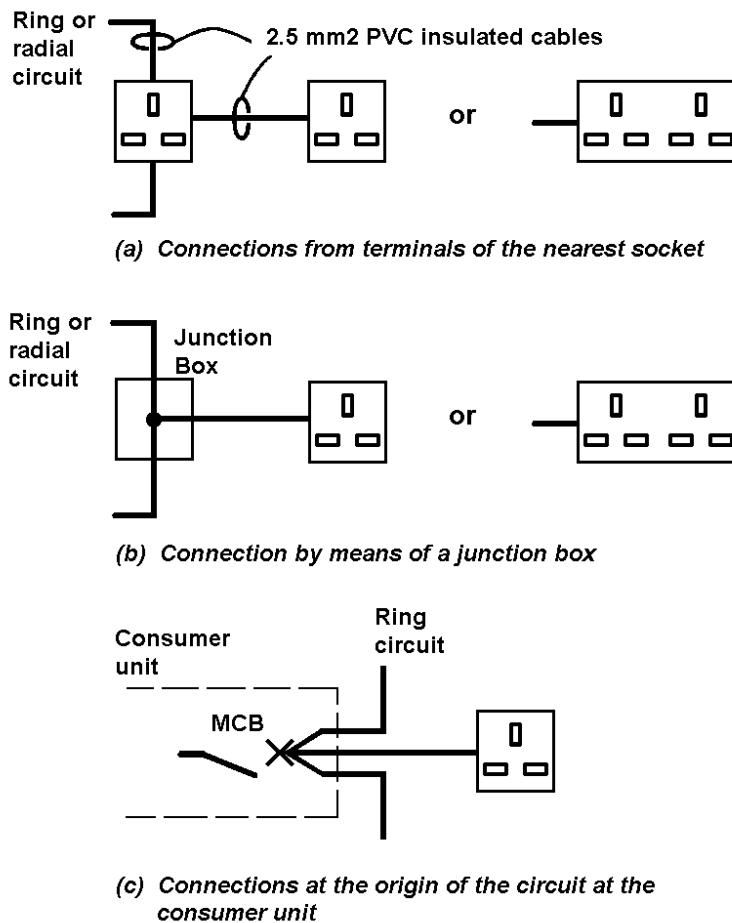 Ring or
radial
circuit
2.5 mm2 PVC insulated cables
or
(a) Connections from terminals of the nearest socket
Ring or
radial
circuit
Junction
Box
or
(b) Connection by means of a junction box
Consumer
unit
Ring
circuit
MCB
(c) Connections at the origin of the circuit at the
consumer unit